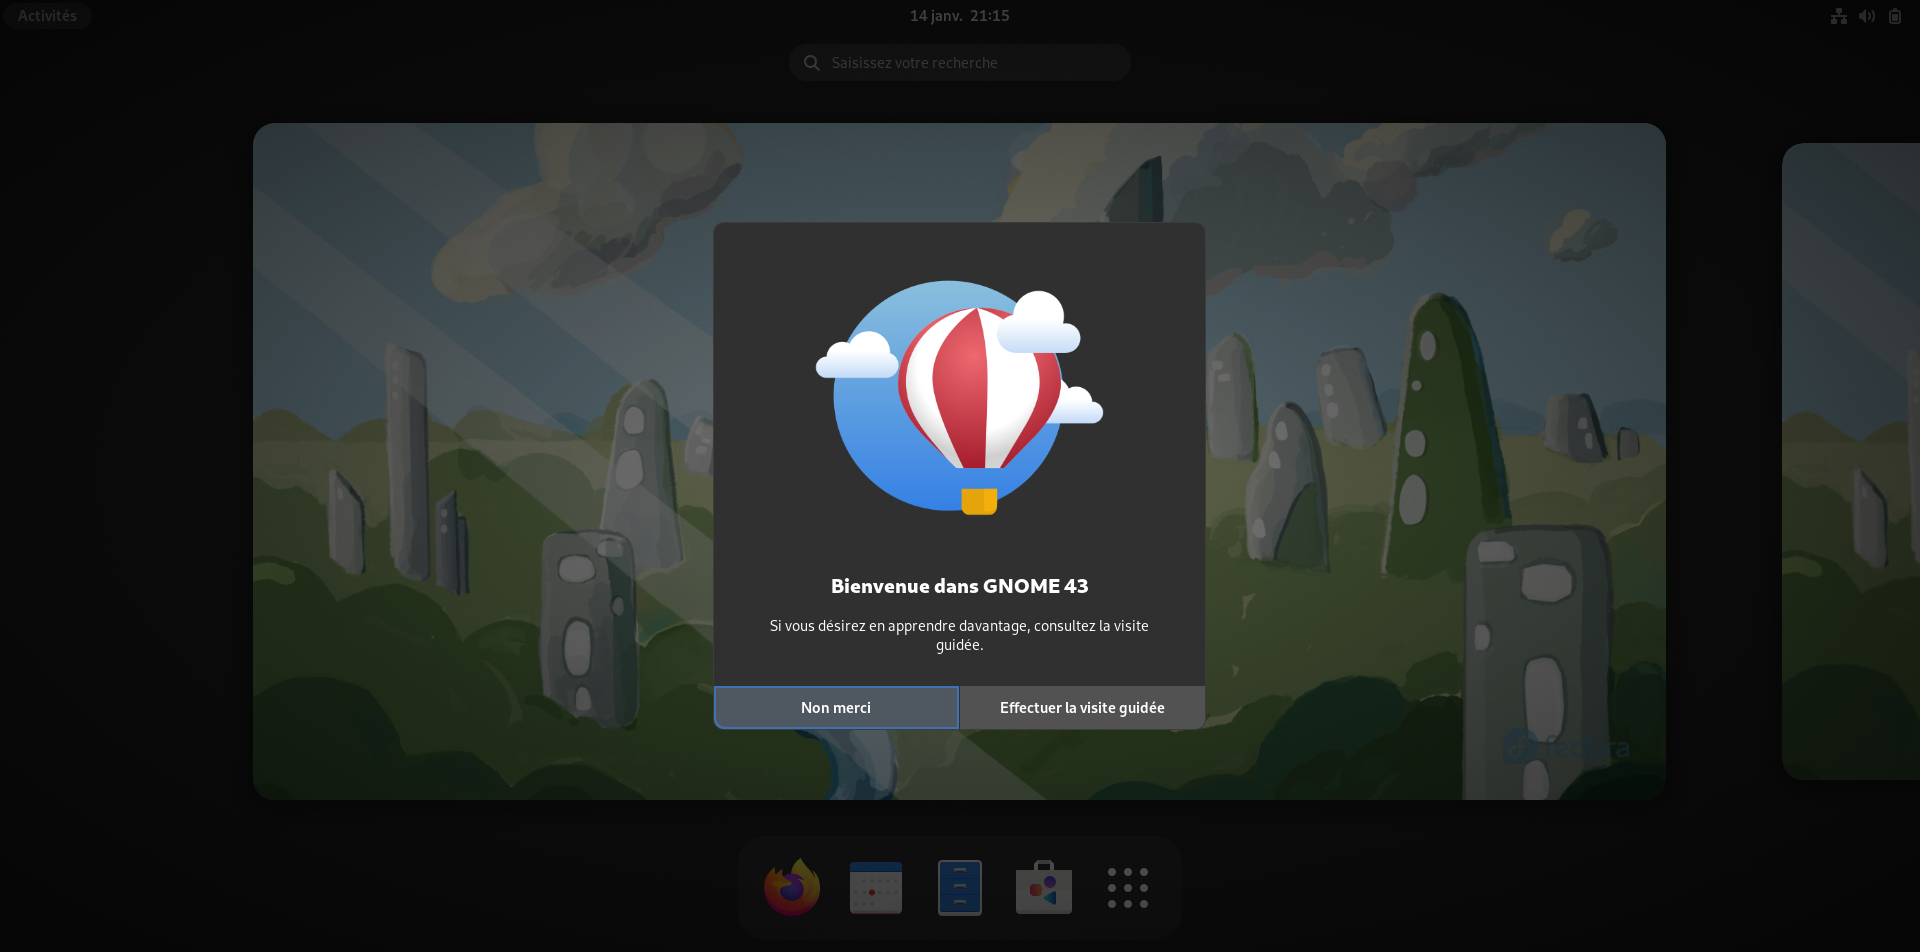 Activités
14 janv. 21:15
Saisissez votre recherche
Bienvenue dans GNOME 43
Si vous désirez en apprendre davantage, consultez la visite
guidée.
Non merci
Effectuer la visite guidée
fedora